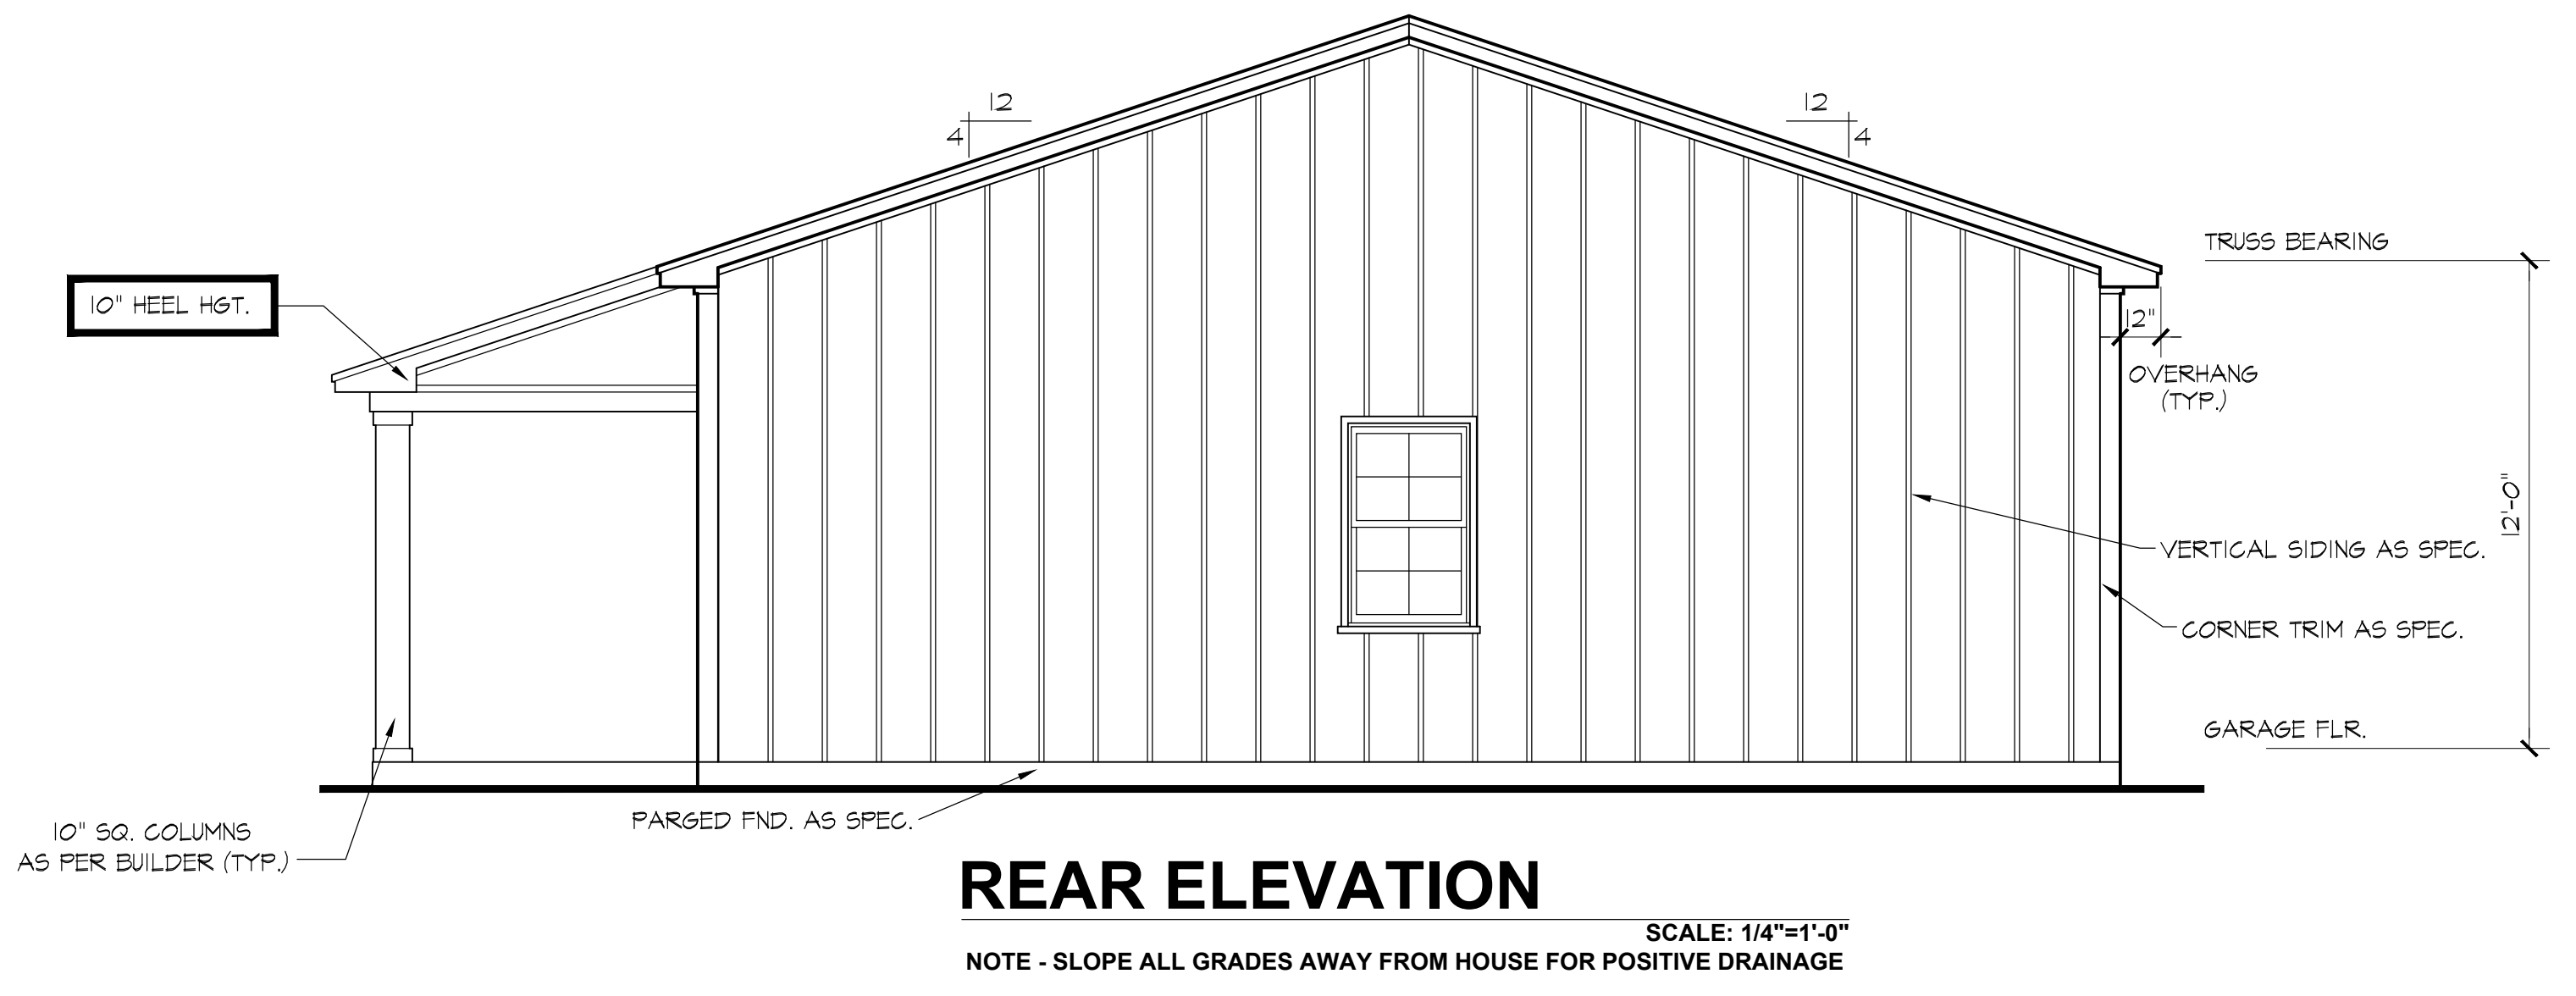 12
4
12
4
TRUSS BEARING
10" HEEL HGT.
12"
OVERHANG
(TYP.)
12'-0"
VERTICAL SIDING AS SPEC.
CORNER TRIM AS SPEC.
GARAGE FLR.
PARGED FND. AS SPEC.
10" SQ. COLUMNS
AS PER BUILDER (TYP.)
REAR ELEVATION
SCALE: 1/4"=1'-0"
NOTE - SLOPE ALL GRADES AWAY FROM HOUSE FOR POSITIVE DRAINAGE